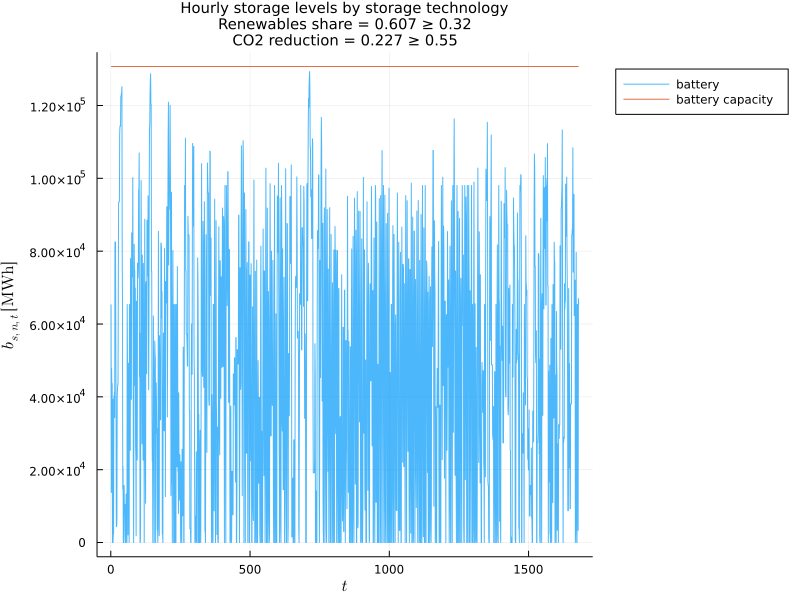 Hourly storage levels by storage technology
Renewables share = 0.607 ≥ 0.32
CO2 reduction = 0.227 ≥ 0.55
battery
battery capacity
b_{s, n, t} [MWh]
1.20×10⁵
1.00×10⁵
8.00×10⁴
6.00×10⁴
4.00×10⁴
2.00×10⁴
0
0 500 1000 1500
t